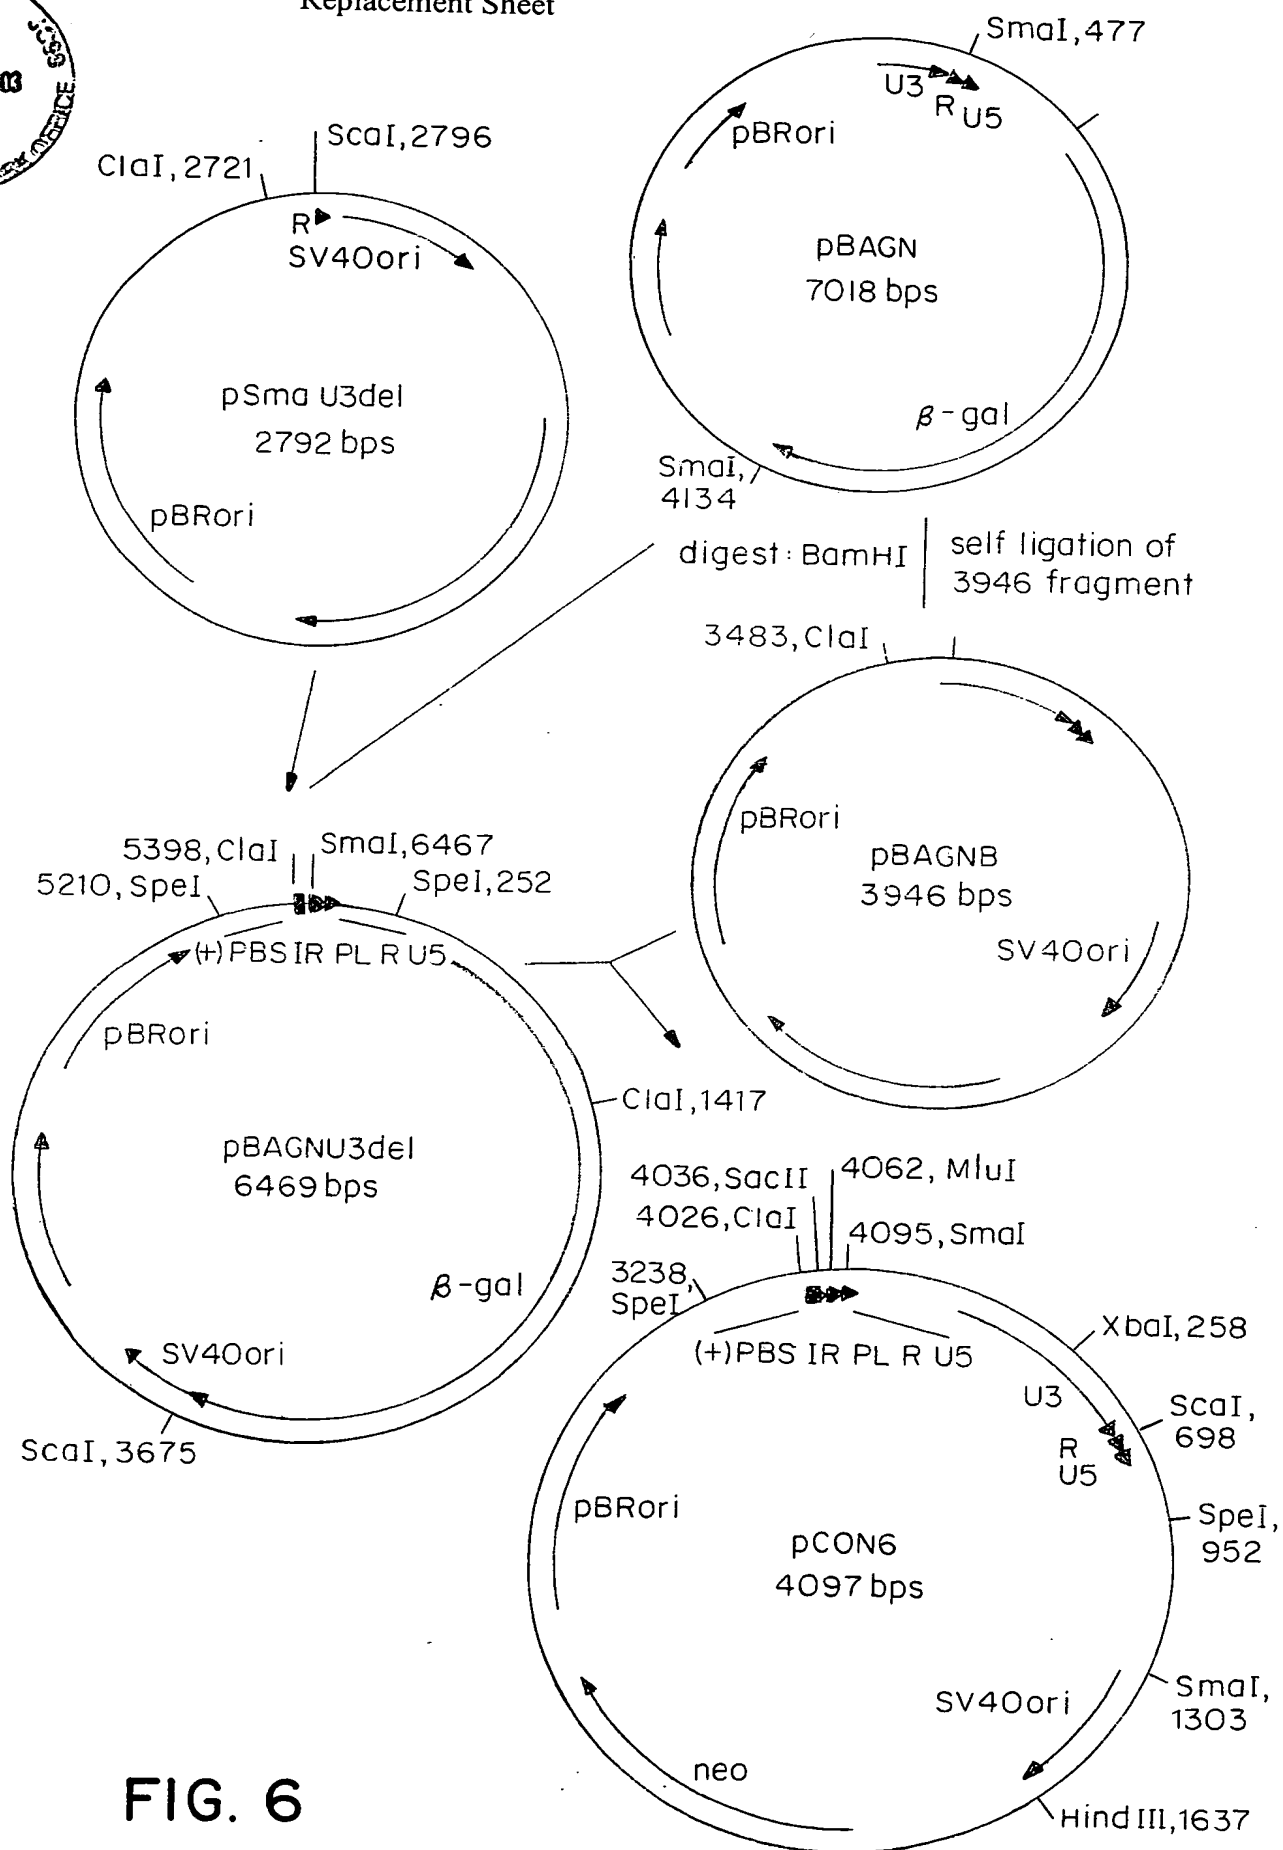 Replacement Sheet
OFFICE
SmaI,477
U3
R
U5
pBRori
pBAGN
7018 bps
β-gal
SmaI,
4134
ScaI,2796
ClaI,2721
R
SV40ori
pSma U3del
2792 bps
pBRori
digest: BamHI
self ligation of
3946 fragment
3483,ClaI
pBRori
pBAGNB
3946 bps
SV40ori
5398,ClaI
SmaI,6467
5210,SpeI
SpeI,252
(+)PBS IR PL R U5
pBRori
ClaI,1417
pBAGNU3del
6469 bps
β-gal
SV40ori
ScaI,3675
4036,SacII
4062, MluI
4026,ClaI
4095,SmaI
3238,
SpeI
(+)PBS IR PL R U5
XbaI,258
U3
ScaI,
698
R
U5
SpeI,
952
pBRori
pCON6
4097 bps
SV40ori
SmaI,
1303
neo
HindIII,1637
FIG. 6